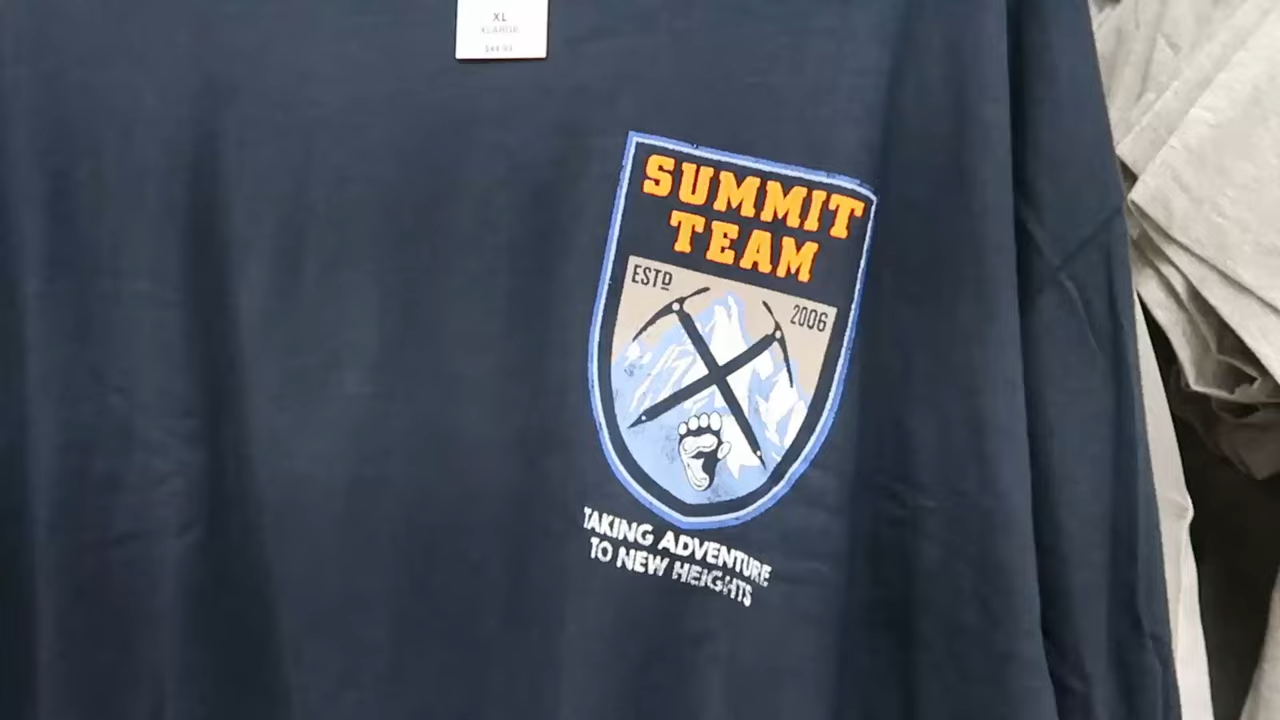 XL
SUMMIT
TEAM
ESTD
2006
TAKING ADVENTURE
TO NEW HEIGHTS